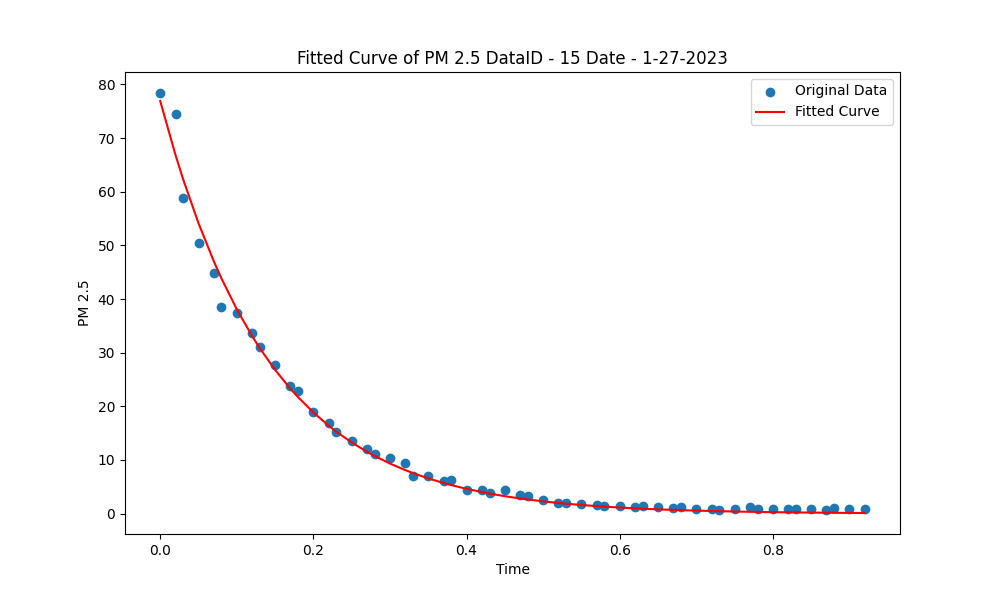 Fitted Curve of PM 2.5 DataID - 15 Date - 1-27-2023
Original Data
Fitted Curve
80
70
60
50
40
30
20
10
0
PM 2.5
0.0 0.2 0.4 0.6 0.8
Time